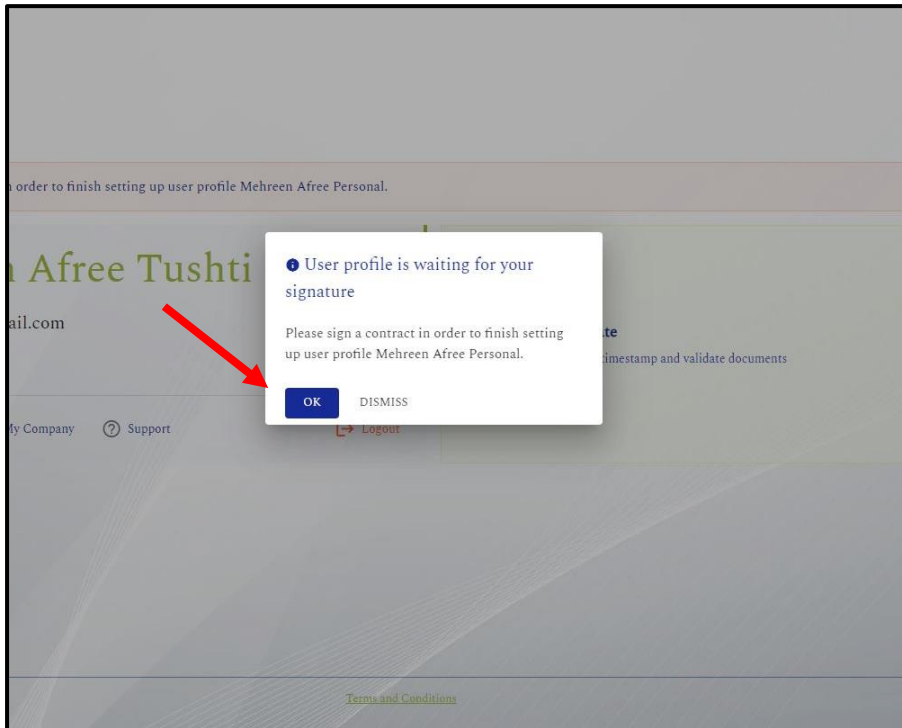 order to finish setting up user profile Mehreen Afree Personal.
Afree Tushti
ail.com
User profile is waiting for your
signature
Please sign a contract in order to finish setting
up user profile Mehreen Afree Personal.
OK DISMISS
te
timestamp and validate documents
My Company Support Logout
Terms and Conditions